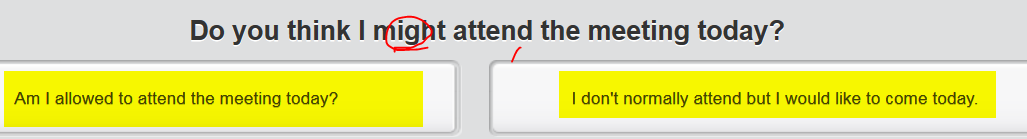 Do you think I might attend the meeting today?
Am I allowed to attend the meeting today?
I don't normally attend but I would like to come today.